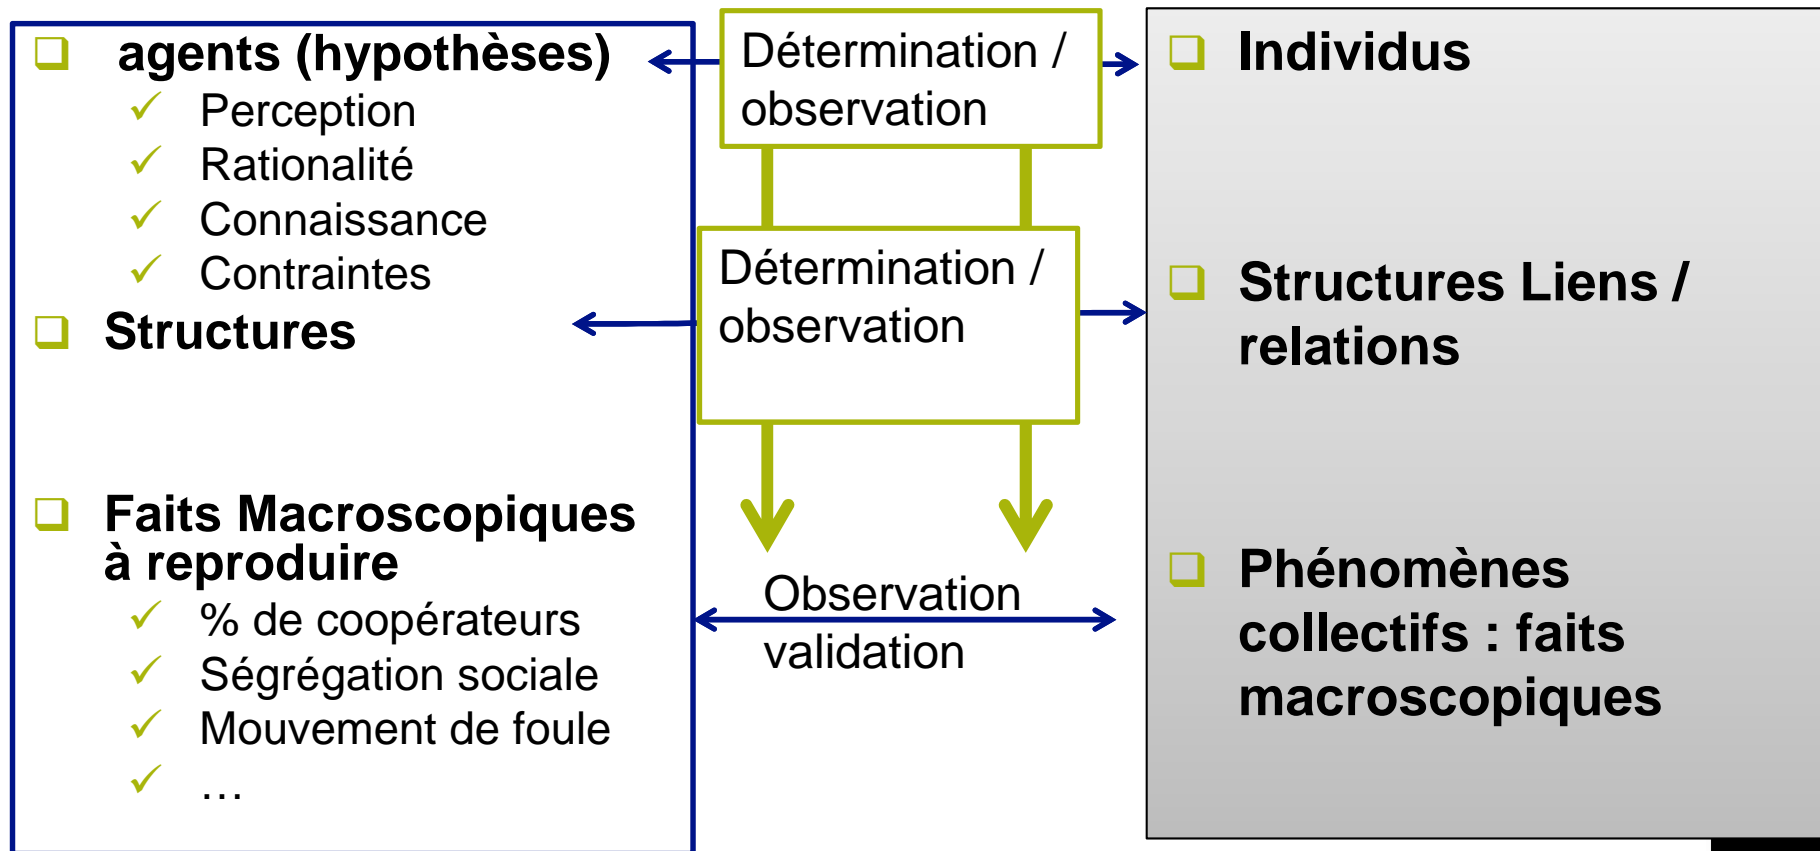 agents (hypothèses)
Perception
Rationalité
Connaissance
Contraintes
Structures
Faits Macroscopiques
à reproduire
% de coopérateurs
Ségrégation sociale
Mouvement de foule
…
Détermination /
observation
Détermination /
observation
Observation
validation
Individus
Structures Liens /
relations
Phénomènes
collectifs : faits
macroscopiques